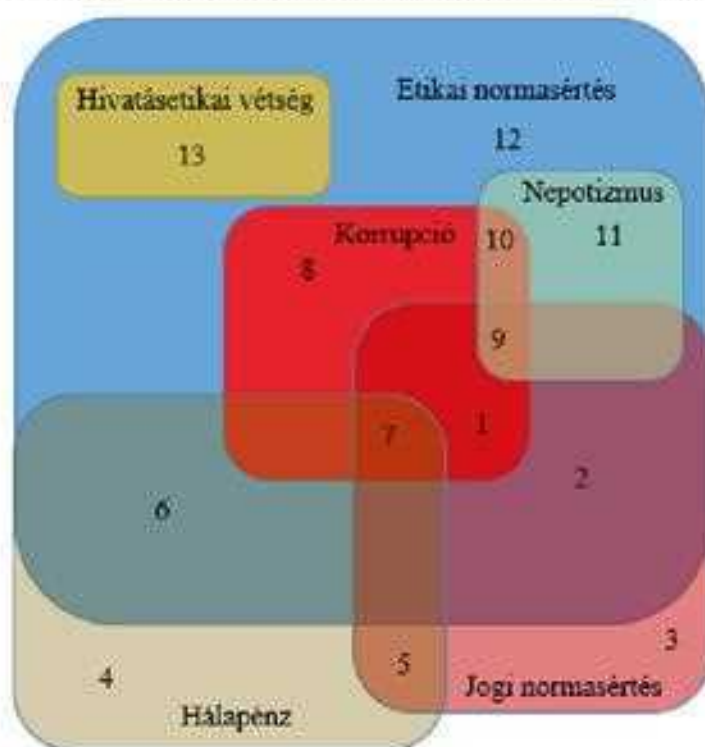 Etikai normasértés
Hivatásetikai vétség
12
13
Nepotizmus
Korrupció
10
11
8
9
7
1
2
6
3
4
5
Jogi normasértés
Hálapénz